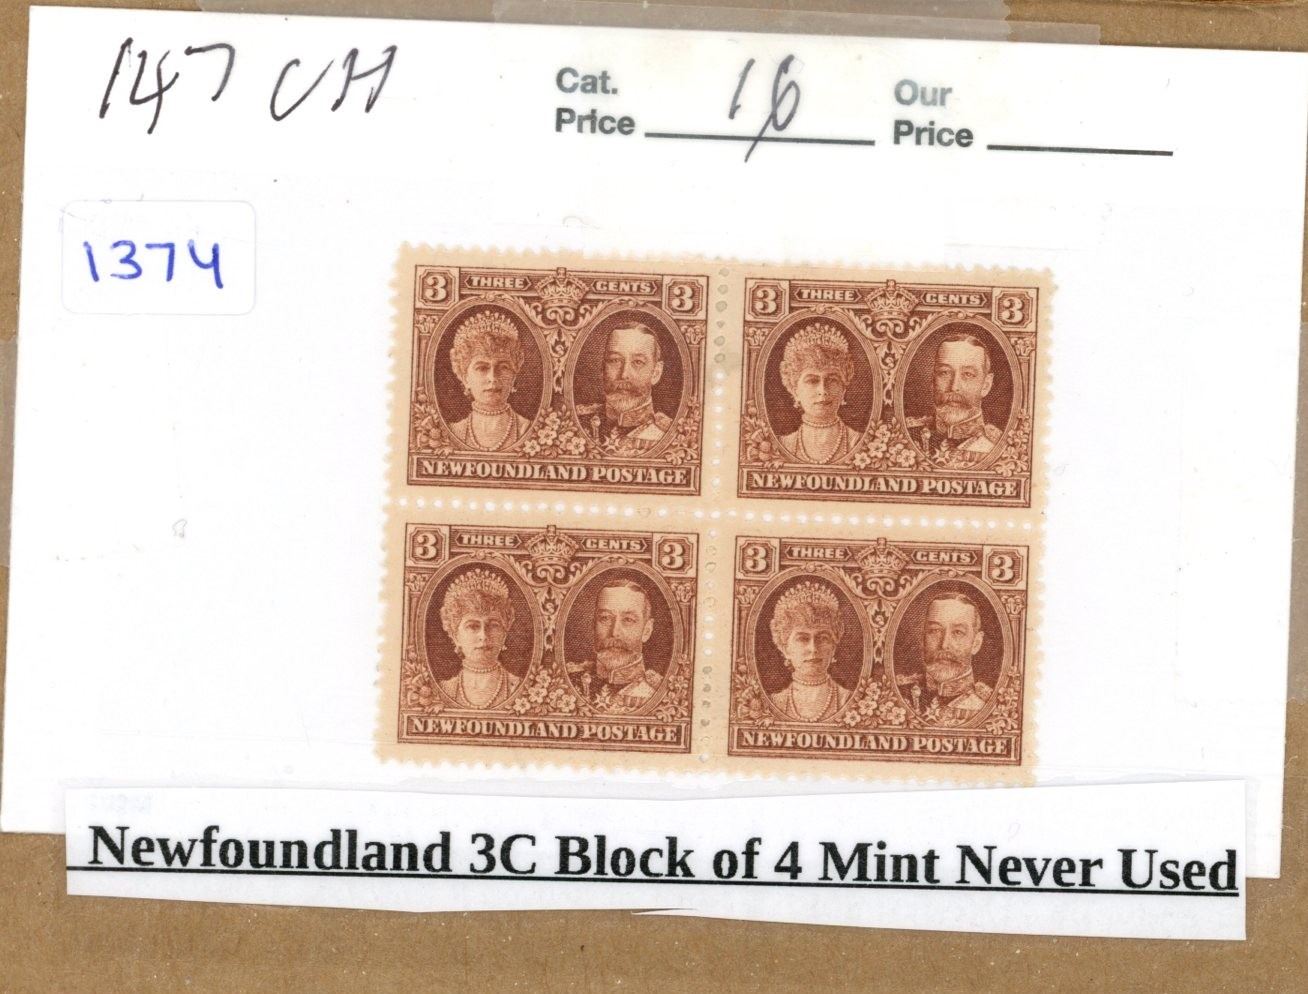 147 VH
Cat. Price 16
Our Price
1374
3 THREE CENTS 3
NEWFOUNDLAND POSTAGE
3 THREE CENTS 3
NEWFOUNDLAND POSTAGE
3 THREE CENTS 3
NEWFOUNDLAND POSTAGE
3 THREE CENTS 3
NEWFOUNDLAND POSTAGE
Newfoundland 3C Block of 4 Mint Never Used